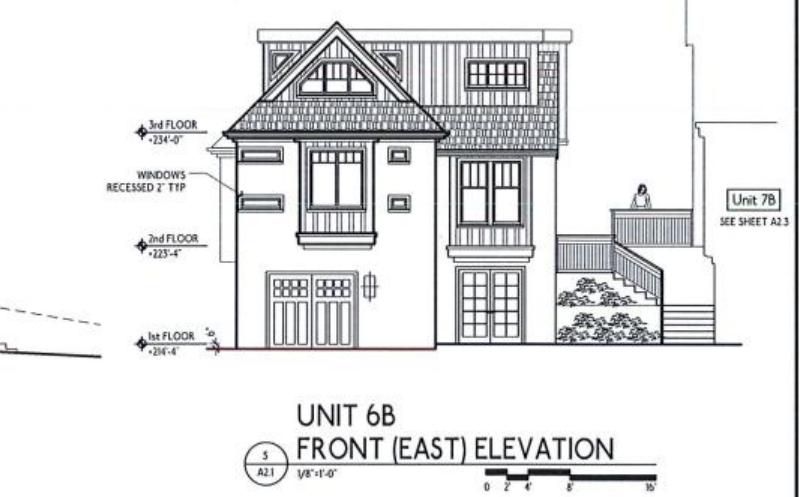 3rd FLOOR
+234'-0"
WINDOWS
RECESSED 2" TYP
Unit 7B
SEE SHEET A2.3
2nd FLOOR
+223'-4"
1st FLOOR
+214'-4"
6"
UNIT 6B
FRONT (EAST) ELEVATION
5
A2.1
1/8"=1'-0"
0 2' 4' 8' 16'